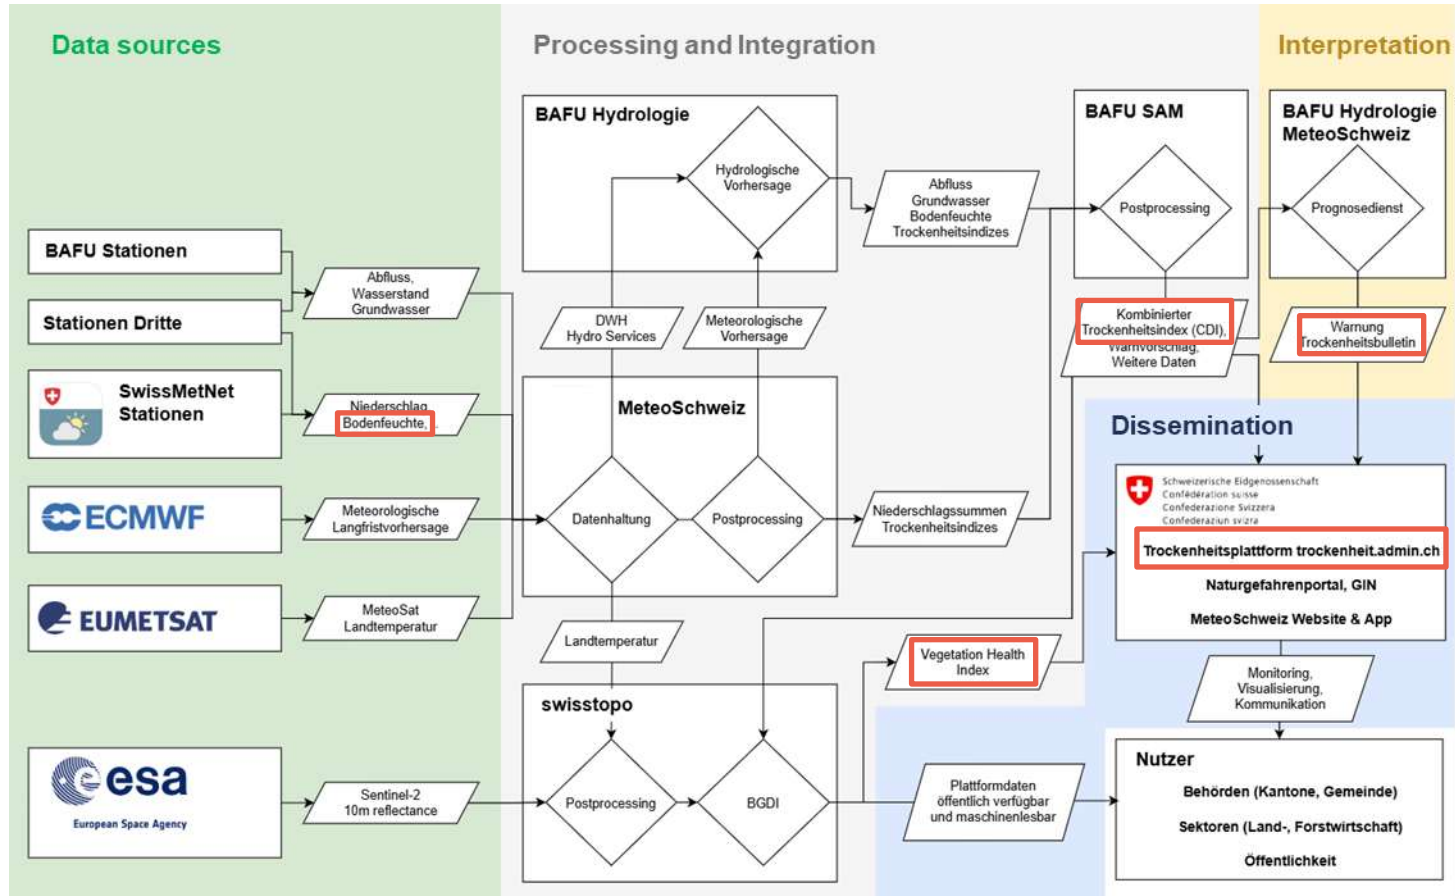 Data sources
Processing and Integration
Interpretation
BAFU Hydrologie
Hydrologische
Vorhersage
Abfluss
Grundwasser
Bodenfeuchte
Trockenheitsindizes
BAFU SAM
Postprocessing
BAFU Hydrologie
MeteoSchweiz
Prognosedienst
BAFU Stationen
Stationen Dritte
Abfluss,
Wasserstand
Grundwasser
DWH
Hydro Services
Meteorologische
Vorhersage
Kombinierter
Trockenheitsindex (CDI),
Warnvorschlag,
Weitere Daten
Warnung
Trockenheitsbulletin
SwissMetNet
Stationen
Niederschlag
Bodenfeuchte, .
MeteoSchweiz
Datenhaltung
Postprocessing
Niederschlagssummen
Trockenheitsindizes
Dissemination
Schweizerische Eidgenossenschaft
Confédération suisse
Confederazione Svizzera
Confederaziun svizra
Trockenheitsplattform trockenheit.admin.ch
Naturgefahrenportal, GIN
MeteoSchweiz Website & App
ECMWF
Meteorologische
Langfristvorhersage
EUMETSAT
MeteoSat
Landtemperatur
Landtemperatur
Vegetation Health
Index
Monitoring,
Visualisierung,
Kommunikation
swisstopo
Postprocessing
BGDI
esa
European Space Agency
Sentinel-2
10m reflectance
Plattformdaten
öffentlich verfügbar
und maschinenlesbar
Nutzer
Behörden (Kantone, Gemeinde)
Sektoren (Land-, Forstwirtschaft)
Öffentlichkeit